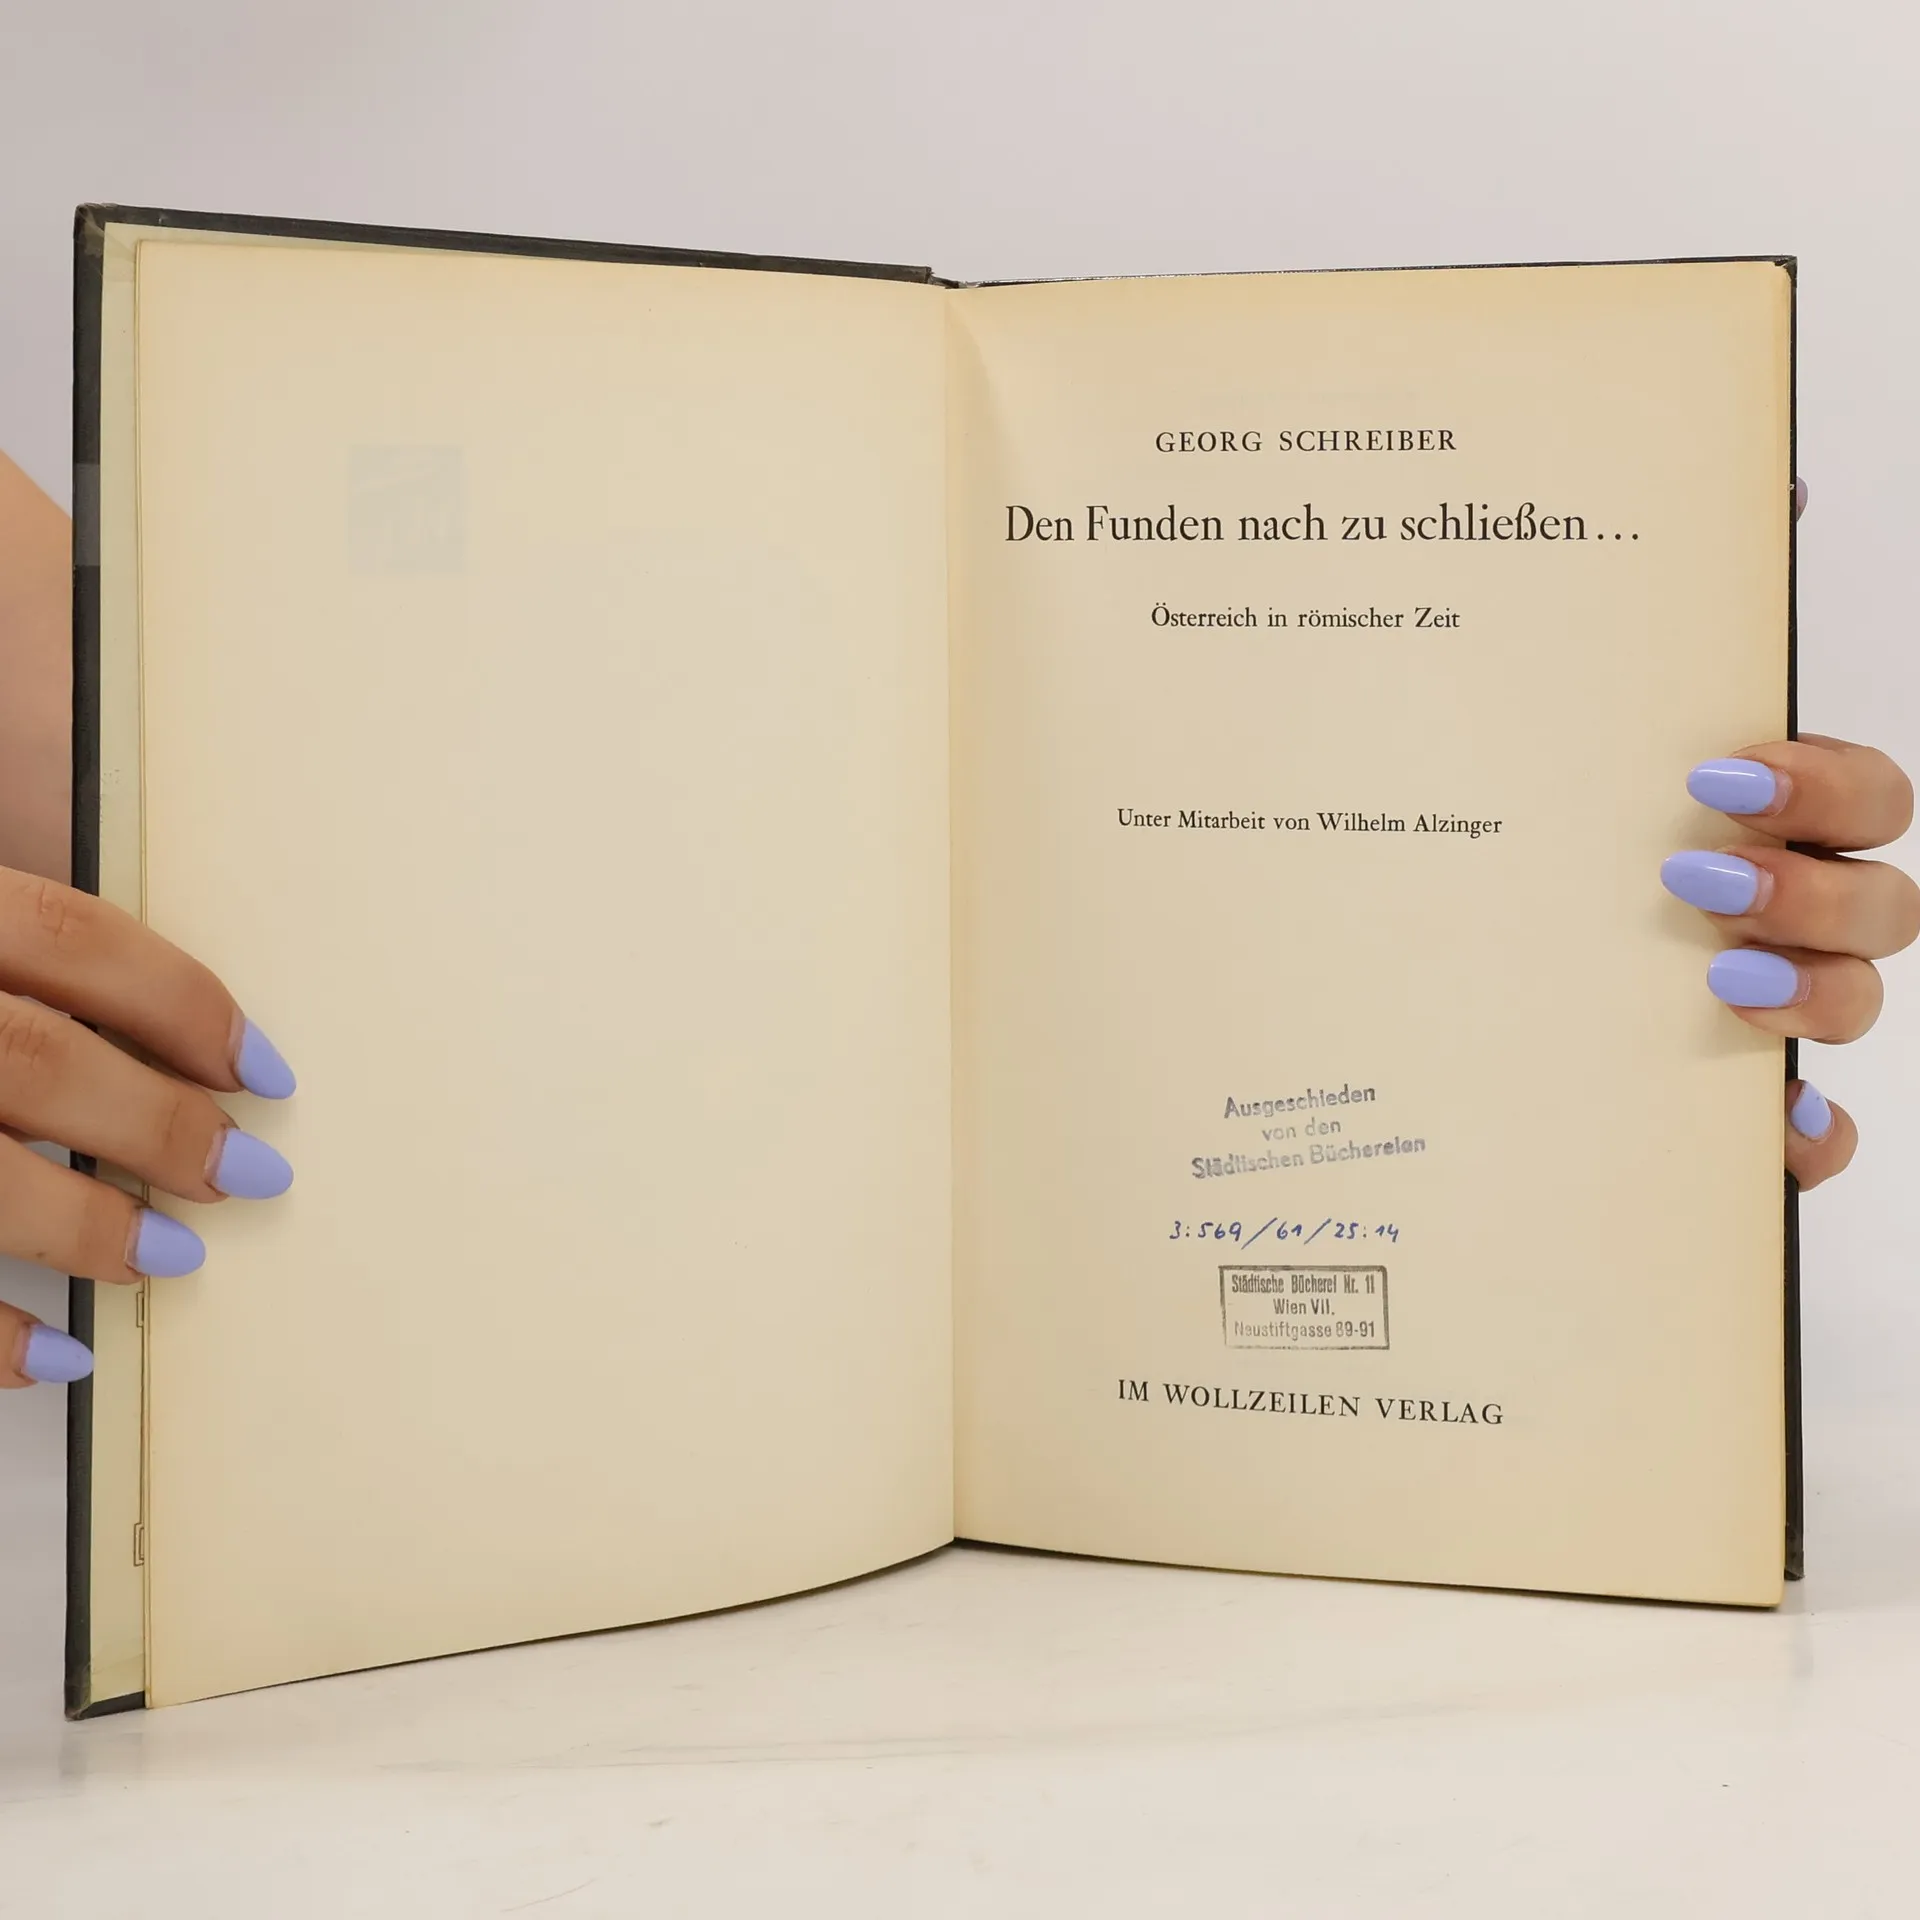 GEORG SCHREIBER
Den Funden nach zu schließen...
Österreich in römischer Zeit
Unter Mitarbeit von Wilhelm Alzinger
Ausgeschieden
von den
Städtischen Büchereien
3:569/61/25:14
Städtische Bücherei Nr. 11
Wien VII.
Neustiftgasse 89-91
IM WOLLZEILEN VERLAG